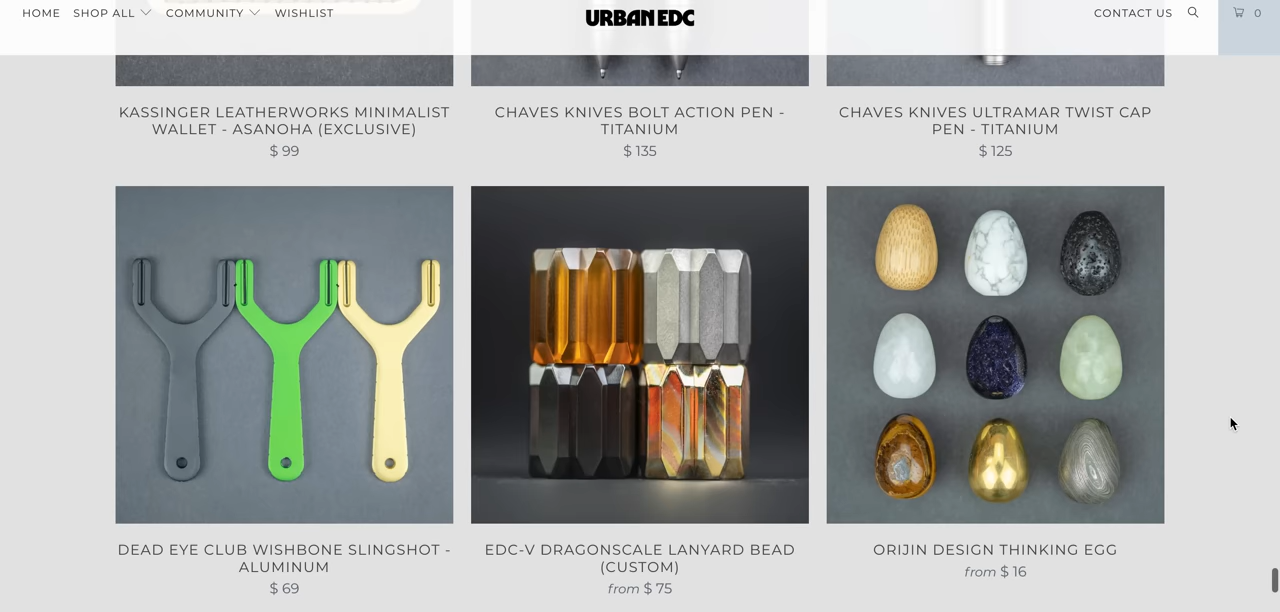 HOME SHOP ALL COMMUNITY WISHLIST URBAN EDC CONTACT US 0
KASSINGER LEATHERWORKS MINIMALIST
WALLET - ASANOHA (EXCLUSIVE)
$ 99
CHAVES KNIVES BOLT ACTION PEN -
TITANIUM
$ 135
CHAVES KNIVES ULTRAMAR TWIST CAP
PEN - TITANIUM
$ 125
DEAD EYE CLUB WISHBONE SLINGSHOT -
ALUMINUM
$ 69
EDC-V DRAGONSCALE LANYARD BEAD
(CUSTOM)
from $ 75
ORIJIN DESIGN THINKING EGG
from $ 16